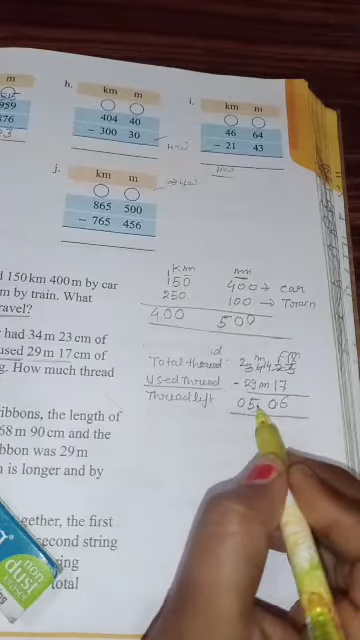 m
959
376
h.
km m
404 40
- 300 30
i.
km m
46 64
- 21 43
j.
km m
865 500
- 765 456
150 km 400 m by car
m by train. What
ravel?
km m
150 400 → car
250 100 → Train
400 500
had 34 m 23 cm of
used 29 m 17 cm of
g. How much thread
Total thread
Used Thread - 29 m 17
Thread left 05. 06
ribbons, the length of
68 m 90 cm and the
bbon was 29 m
h is longer and by
gether, the first
second string
ring
total
non
dust
eraser